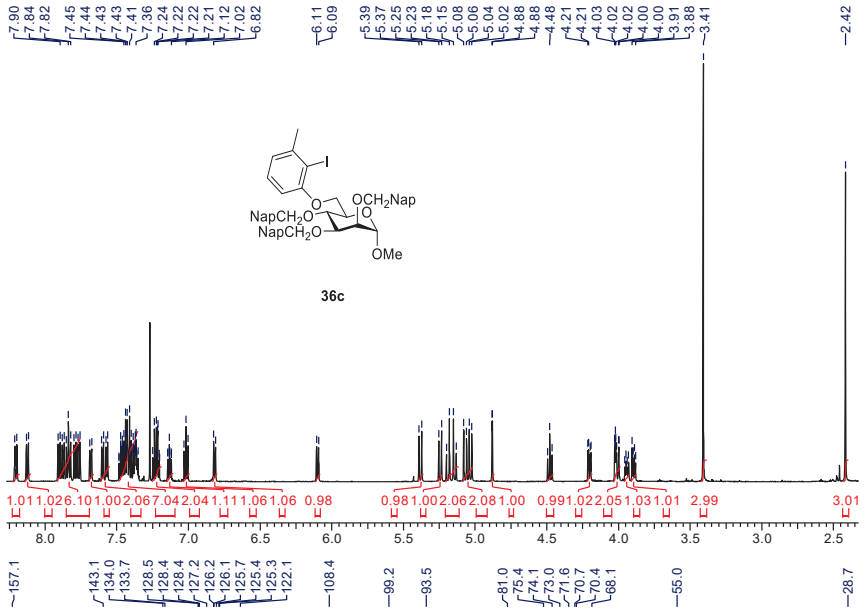 7.90 7.84 7.82 7.45 7.44 7.43 7.43 7.41 7.36 7.24 7.22 7.22 7.21 7.12 7.02 6.82 6.11 6.09 5.39 5.37 5.25 5.23 5.18 5.15 5.08 5.06 5.04 5.02 4.88 4.88 4.48 4.21 4.21 4.03 4.02 4.02 4.00 4.00 3.91 3.88 3.41 2.42
I
O
OCH2Nap
NapCH2O
O
NapCH2O
OMe
36c
1.01 1.02 6.10 1.00 2.06 7.04 2.04 1.11 1.06 1.06 0.98 0.98 1.00 2.06 2.08 1.00 0.99 1.02 2.05 1.03 1.01 2.99 3.01
8.0 7.5 7.0 6.5 6.0 5.5 5.0 4.5 4.0 3.5 3.0 2.5
157.1 143.1 134.0 133.7 128.5 128.4 128.4 127.2 126.2 126.1 125.7 125.4 125.3 122.1 108.4 99.2 93.5 81.0 75.4 74.1 73.0 71.6 70.7 70.4 68.1 55.0 28.7